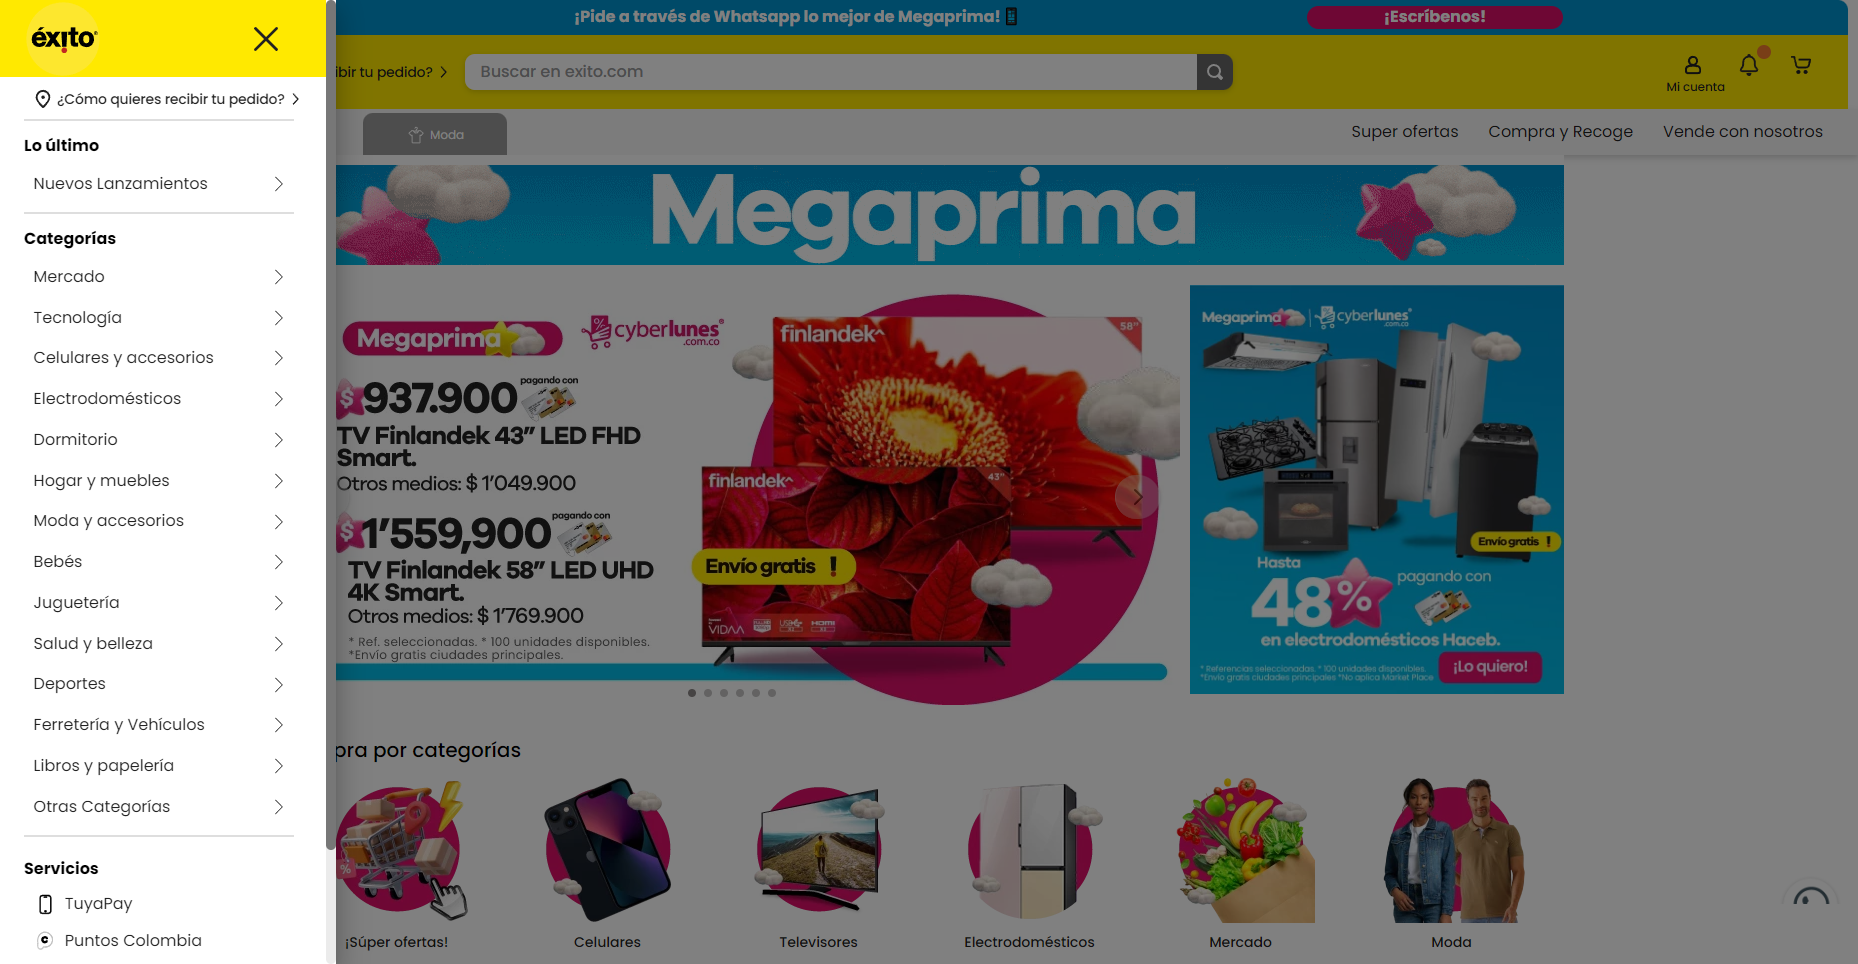 éxito
¿Cómo quieres recibir tu pedido?
Lo último
Nuevos Lanzamientos
Categorías
Mercado
Tecnología
Celulares y accesorios
Electrodomésticos
Dormitorio
Hogar y muebles
Moda y accesorios
Bebés
Juguetería
Salud y belleza
Deportes
Ferretería y Vehículos
Libros y papelería
Otras Categorías
Servicios
TuyaPay
Puntos Colombia
¡Pide a través de Whatsapp lo mejor de Megaprima!
¡Escríbenos!
ibir tu pedido?
Buscar en exito.com
Mi cuenta
Moda
Super ofertas
Compra y Recoge
Vende con nosotros
Megaprima
Megaprima
cyberlunes
.com.co
$ 937.900
pagando con
TV Finlandek 43” LED FHD
Smart.
Otros medios: $ 1’049.900
$ 1’559,900
pagando con
TV Finlandek 58” LED UHD
4K Smart.
Otros medios: $ 1’769.900
* Ref. seleccionadas. * 100 unidades disponibles.
*Envío gratis ciudades principales.
finlandek
58”
finlandek
43”
Envío gratis !
VIDAA
HDMI
Megaprima
cyberlunes
.com.co
Envío gratis !
Hasta
48%
pagando con
en electrodomésticos Haceb.
* Referencias seleccionadas. * 100 unidades disponibles.
*Envío gratis ciudades principales *No aplica Market Place
¡Lo quiero!
pra por categorías
%
¡Súper ofertas!
Celulares
Televisores
Electrodomésticos
Mercado
Moda